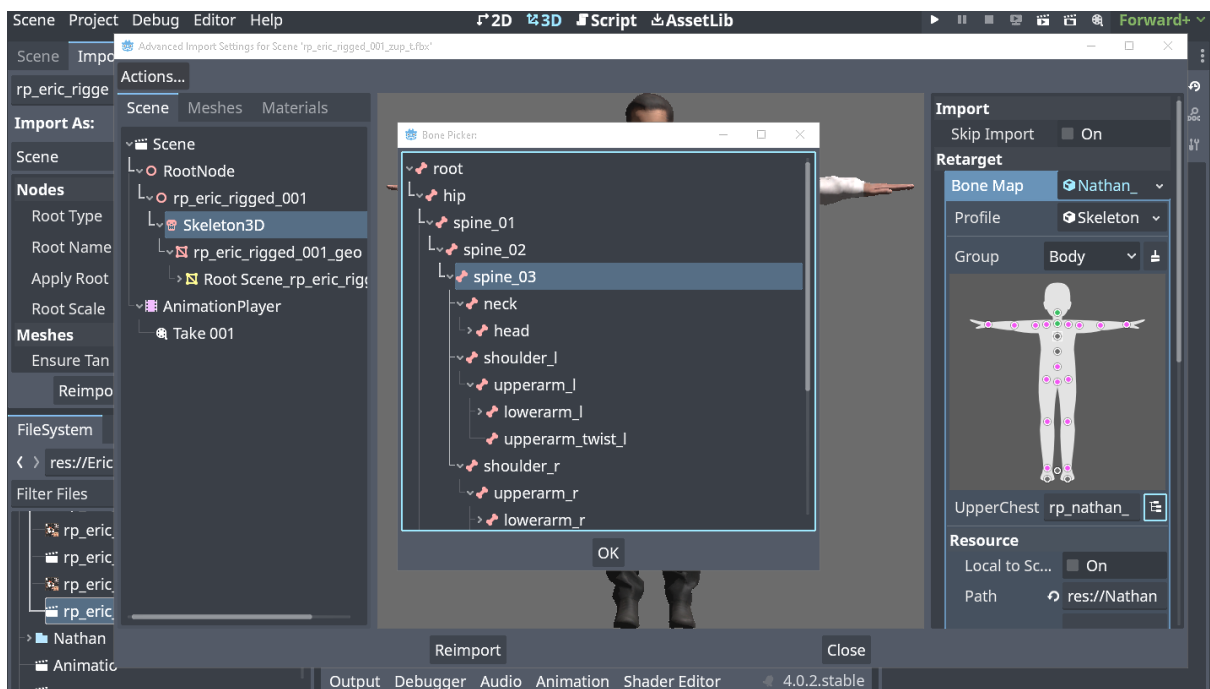 Scene Project Debug Editor Help 2D 3D Script AssetLib Forward+
Advanced Import Settings for Scene 'rp_eric_rigged_001_zup_t.fbx'
Scene Impo
Actions...
rp_eric_rigge
Import As:
Scene
Nodes
Root Type
Root Name
Apply Root
Root Scale
Meshes
Ensure Tan
Reimpo
FileSystem
res://Eric
Filter Files
rp_eric_
rp_eric_
rp_eric_
rp_eric_
Nathan
Animatio
Scene Meshes Materials
Scene
RootNode
rp_eric_rigged_001
Skeleton3D
rp_eric_rigged_001_geo
Root Scene_rp_eric_rigg
AnimationPlayer
Take 001
Bone Picker:
root
hip
spine_01
spine_02
spine_03
neck
head
shoulder_l
upperarm_l
lowerarm_l
upperarm_twist_l
shoulder_r
upperarm_r
lowerarm_r
OK
Import
Skip Import On
Retarget
Bone Map Nathan_
Profile Skeleton
Group Body
UpperChest rp_nathan_
Resource
Local to Sc... On
Path res://Nathan
Reimport Close
Output Debugger Audio Animation Shader Editor 4.0.2.stable